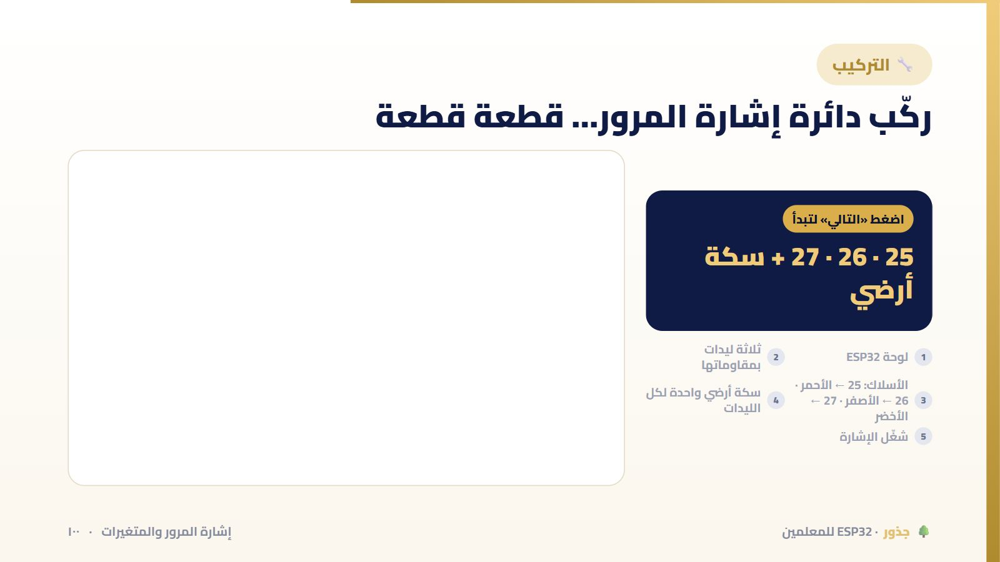 التركيب
ركّب دائرة إشارة المرور... قطعة قطعة
اضغط «التالي» لتبدأ
25 · 26 · 27 + سكة
أرضي
1 لوحة ESP32
2 ثلاثة ليدات
بمقاوماتها
3 الأسلاك: 25 ← الأحمر ·
26 ← الأصفر · 27 ←
الأخضر
4 سكة أرضي واحدة لكل
الليدات
5 شغّل الإشارة
جذور · ESP32 للمعلمين
إشارة المرور والمتغيرات · ١٠٠